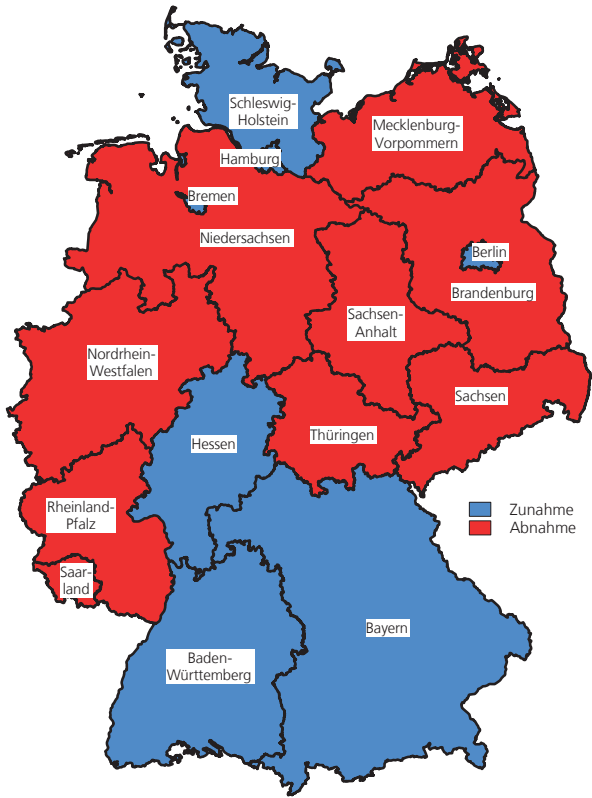 Schleswig-
Holstein
Mecklenburg-
Vorpommern
Hamburg
Bremen
Niedersachsen
Berlin
Brandenburg
Sachsen-
Anhalt
Nordrhein-
Westfalen
Sachsen
Thüringen
Hessen
Rheinland-
Pfalz
Zunahme
Abnahme
Saar-
land
Bayern
Baden-
Württemberg